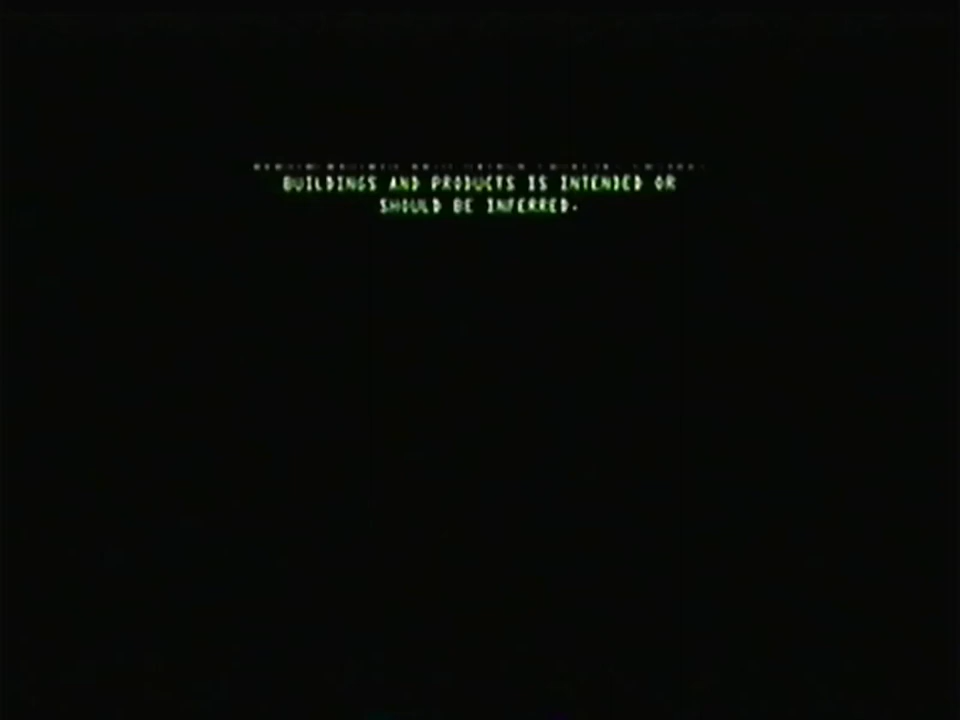 BUILDINGS AND PRODUCTS IS INTENDED OR
SHOULD BE INFERRED.